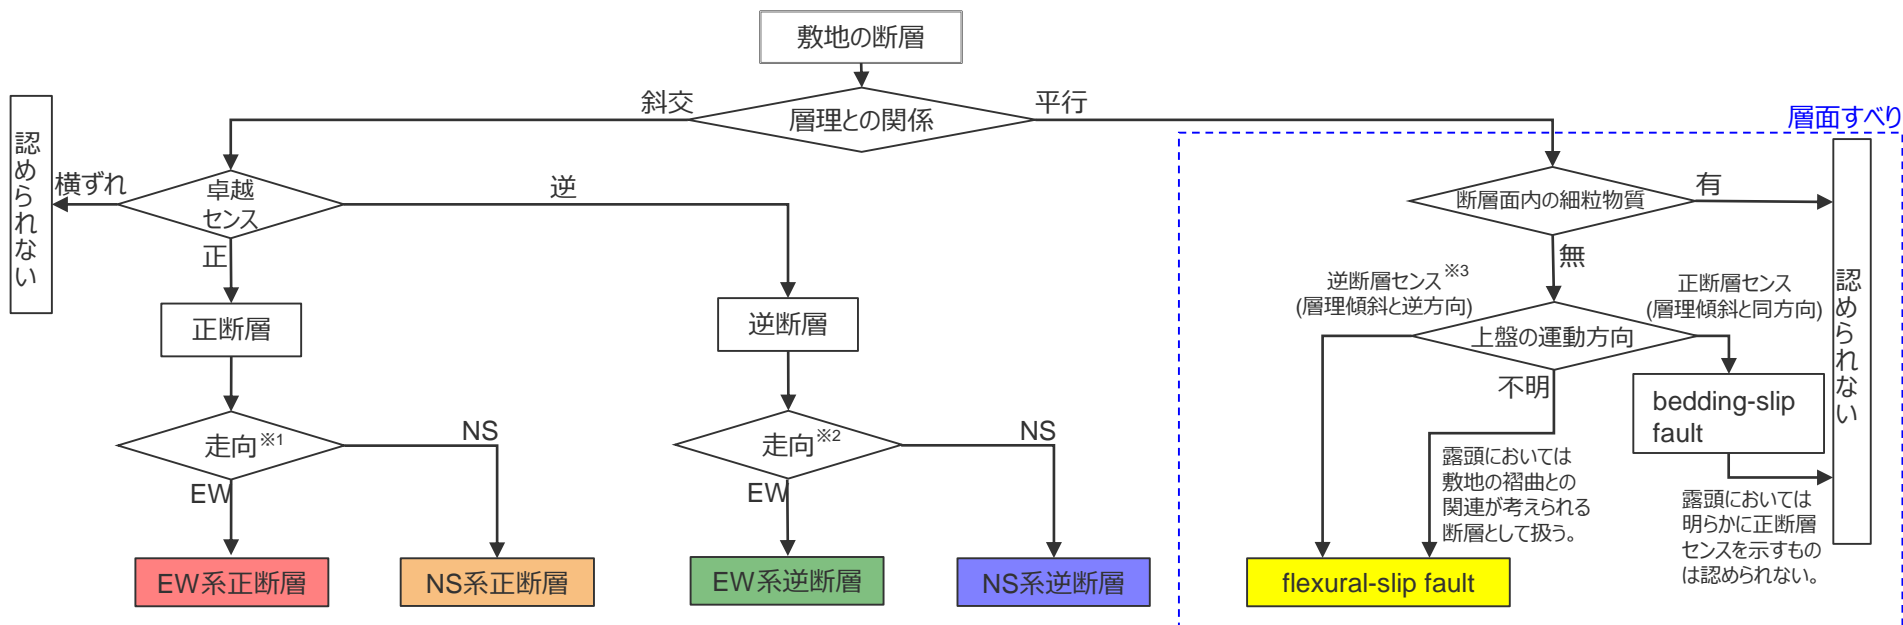 敷地の断層
層理との関係
斜交
平行
層面すべり
認められない
横ずれ
卓越
センス
逆
正
正断層
逆断層
走向※1
NS
EW
走向※2
NS
EW
EW系正断層
NS系正断層
EW系逆断層
NS系逆断層
断層面内の細粒物質
有
無
逆断層センス※3
(層理傾斜と逆方向)
正断層センス
(層理傾斜と同方向)
上盤の運動方向
不明
bedding-slip
fault
認められない
露頭においては
敷地の褶曲との
関連が考えられる
断層として扱う。
露頭においては
明らかに正断層
センスを示すもの
は認められない。
flexural-slip fault